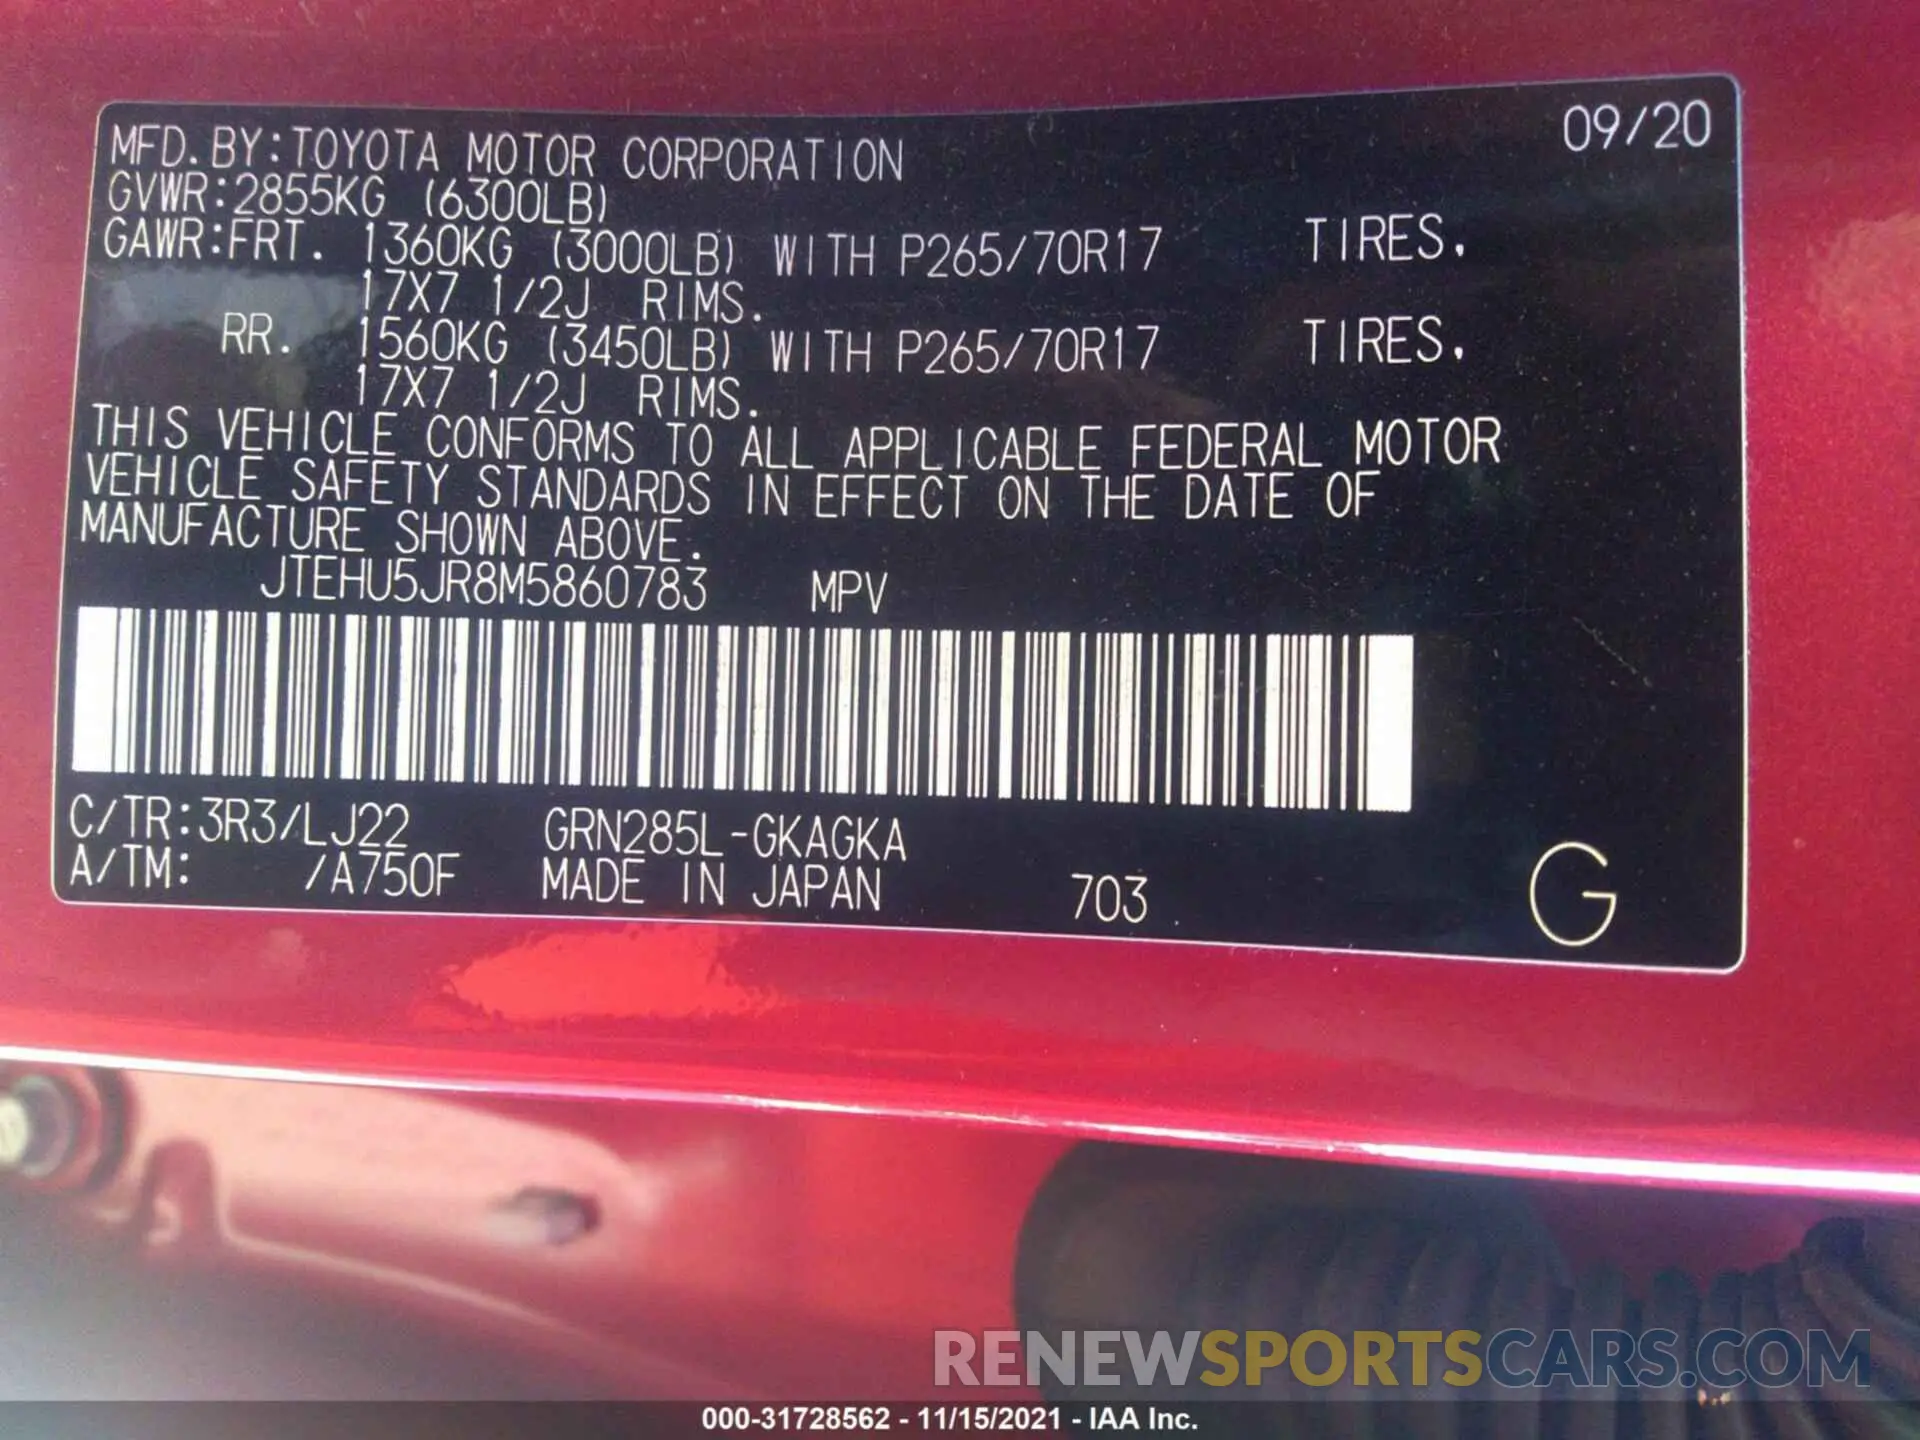 09/20
MFD. BY: TOYOTA MOTOR CORPORATION
GVWR: 2855KG (6300LB)
GAWR: FRT. 1360KG (3000LB) WITH P265/70R17 TIRES,
17X7 1/2J RIMS.
RR. 1560KG (3450LB) WITH P265/70R17 TIRES,
17X7 1/2J RIMS.
THIS VEHICLE CONFORMS TO ALL APPLICABLE FEDERAL MOTOR
VEHICLE SAFETY STANDARDS IN EFFECT ON THE DATE OF
MANUFACTURE SHOWN ABOVE.
JTEHU5JR8M5860783 MPV
C/TR: 3R3/LJ22 GRN285L-GKAGKA
A/TM: /A750F MADE IN JAPAN 703 G
RENEWSPORTSCARS.COM
000-31728562 - 11/15/2021 - IAA Inc.